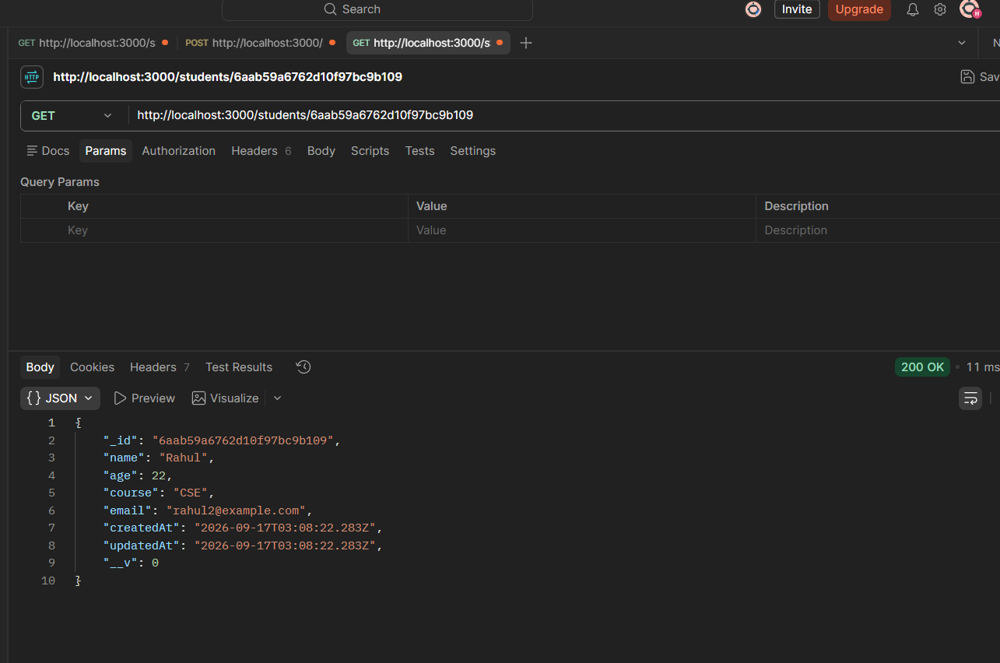 Search
Invite
Upgrade
H
GET http://localhost:3000/s
POST http://localhost:3000/
GET http://localhost:3000/s
N
HTTP
http://localhost:3000/students/6aab59a6762d10f97bc9b109
Sav
GET
http://localhost:3000/students/6aab59a6762d10f97bc9b109
Docs Params Authorization Headers 6 Body Scripts Tests Settings
Query Params
Key Value Description
Key Value Description
Body Cookies Headers 7 Test Results
200 OK • 11 ms
{} JSON Preview Visualize
1 {
2 "_id": "6aab59a6762d10f97bc9b109",
3 "name": "Rahul",
4 "age": 22,
5 "course": "CSE",
6 "email": "rahul2@example.com",
7 "createdAt": "2026-09-17T03:08:22.283Z",
8 "updatedAt": "2026-09-17T03:08:22.283Z",
9 "__v": 0
10 }